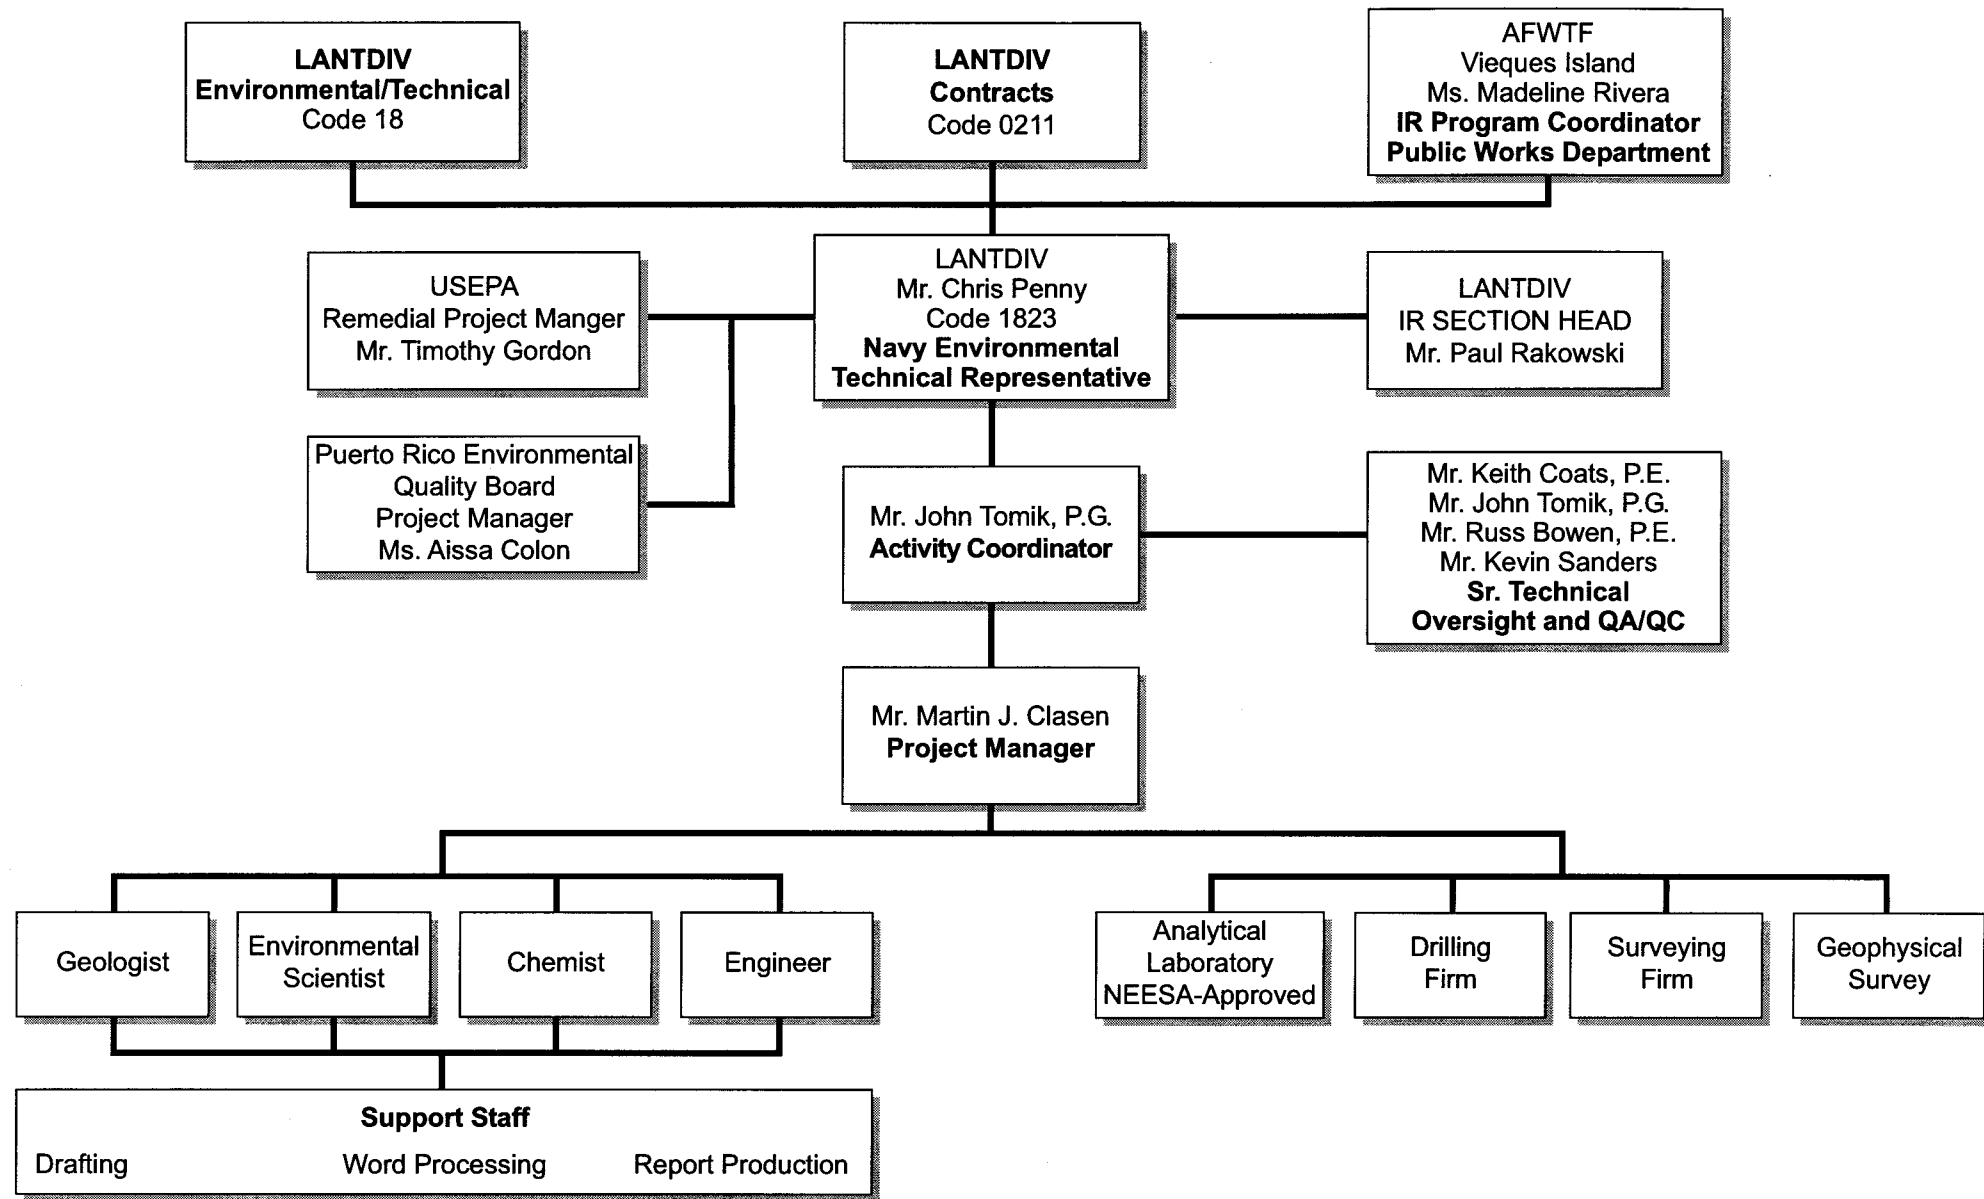 LANTDIV
Environmental/Technical
Code 18
LANTDIV
Contracts
Code 0211
AFWTF
Vieques Island
Ms. Madeline Rivera
IR Program Coordinator
Public Works Department
USEPA
Remedial Project Manger
Mr. Timothy Gordon
LANTDIV
Mr. Chris Penny
Code 1823
Navy Environmental
Technical Representative
LANTDIV
IR SECTION HEAD
Mr. Paul Rakowski
Puerto Rico Environmental
Quality Board
Project Manager
Ms. Aissa Colon
Mr. John Tomik, P.G.
Activity Coordinator
Mr. Keith Coats, P.E.
Mr. John Tomik, P.G.
Mr. Russ Bowen, P.E.
Mr. Kevin Sanders
Sr. Technical
Oversight and QA/QC
Mr. Martin J. Clasen
Project Manager
Geologist
Environmental
Scientist
Chemist
Engineer
Analytical
Laboratory
NEESA-Approved
Drilling
Firm
Surveying
Firm
Geophysical
Survey
Support Staff
Drafting Word Processing Report Production